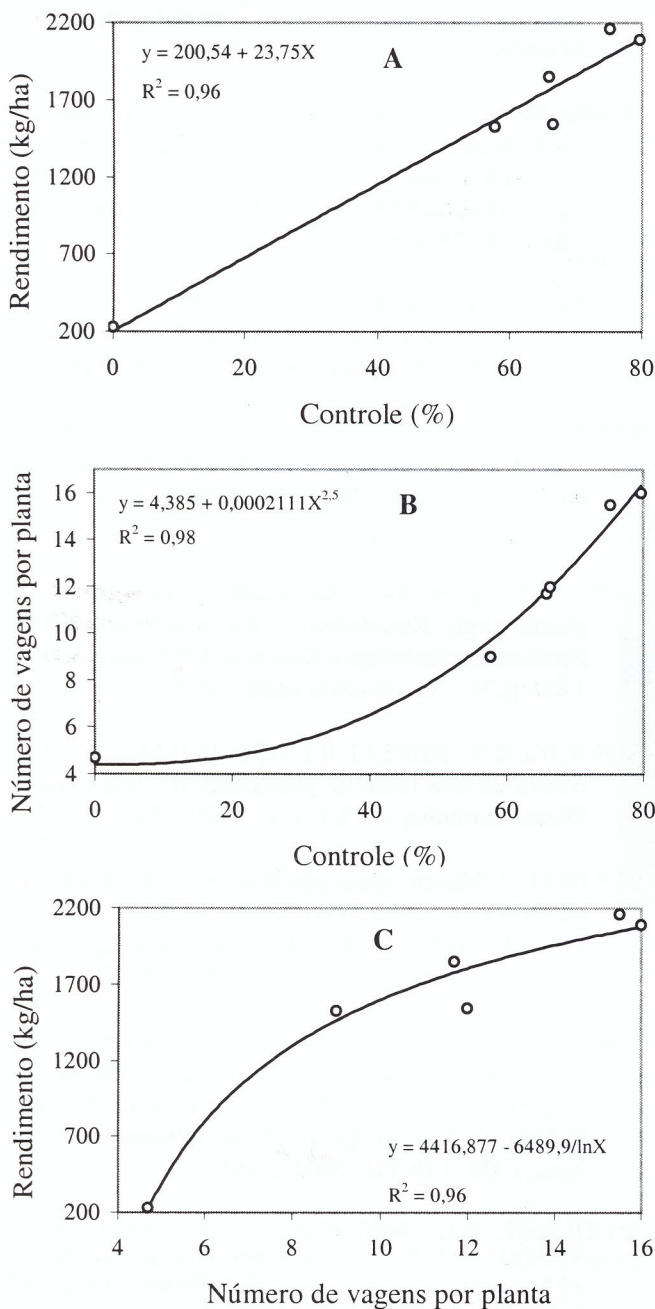 2200
1700
1200
700
200
Rendimento (kg/ha)
y = 200,54 + 23,75X
R² = 0,96
A
0 20 40 60 80
Controle (%)
16
14
12
10
8
6
4
Número de vagens por planta
y = 4,385 + 0,0002111X^2,5
R² = 0,98
B
0 20 40 60 80
Controle (%)
2200
1700
1200
700
200
Rendimento (kg/ha)
C
y = 4416,877 - 6489,9/lnX
R² = 0,96
4 6 8 10 12 14 16
Número de vagens por planta